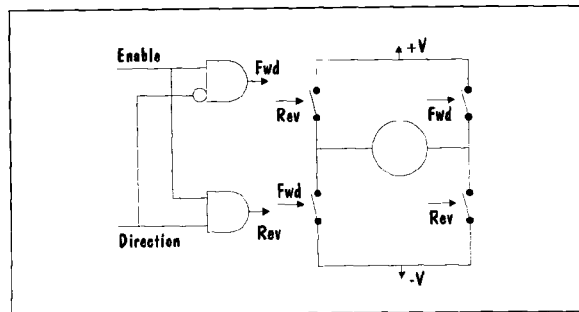 Enable
Fwd
Rev
Direction
+V
Rev
Fwd
Fwd
Rev
-V